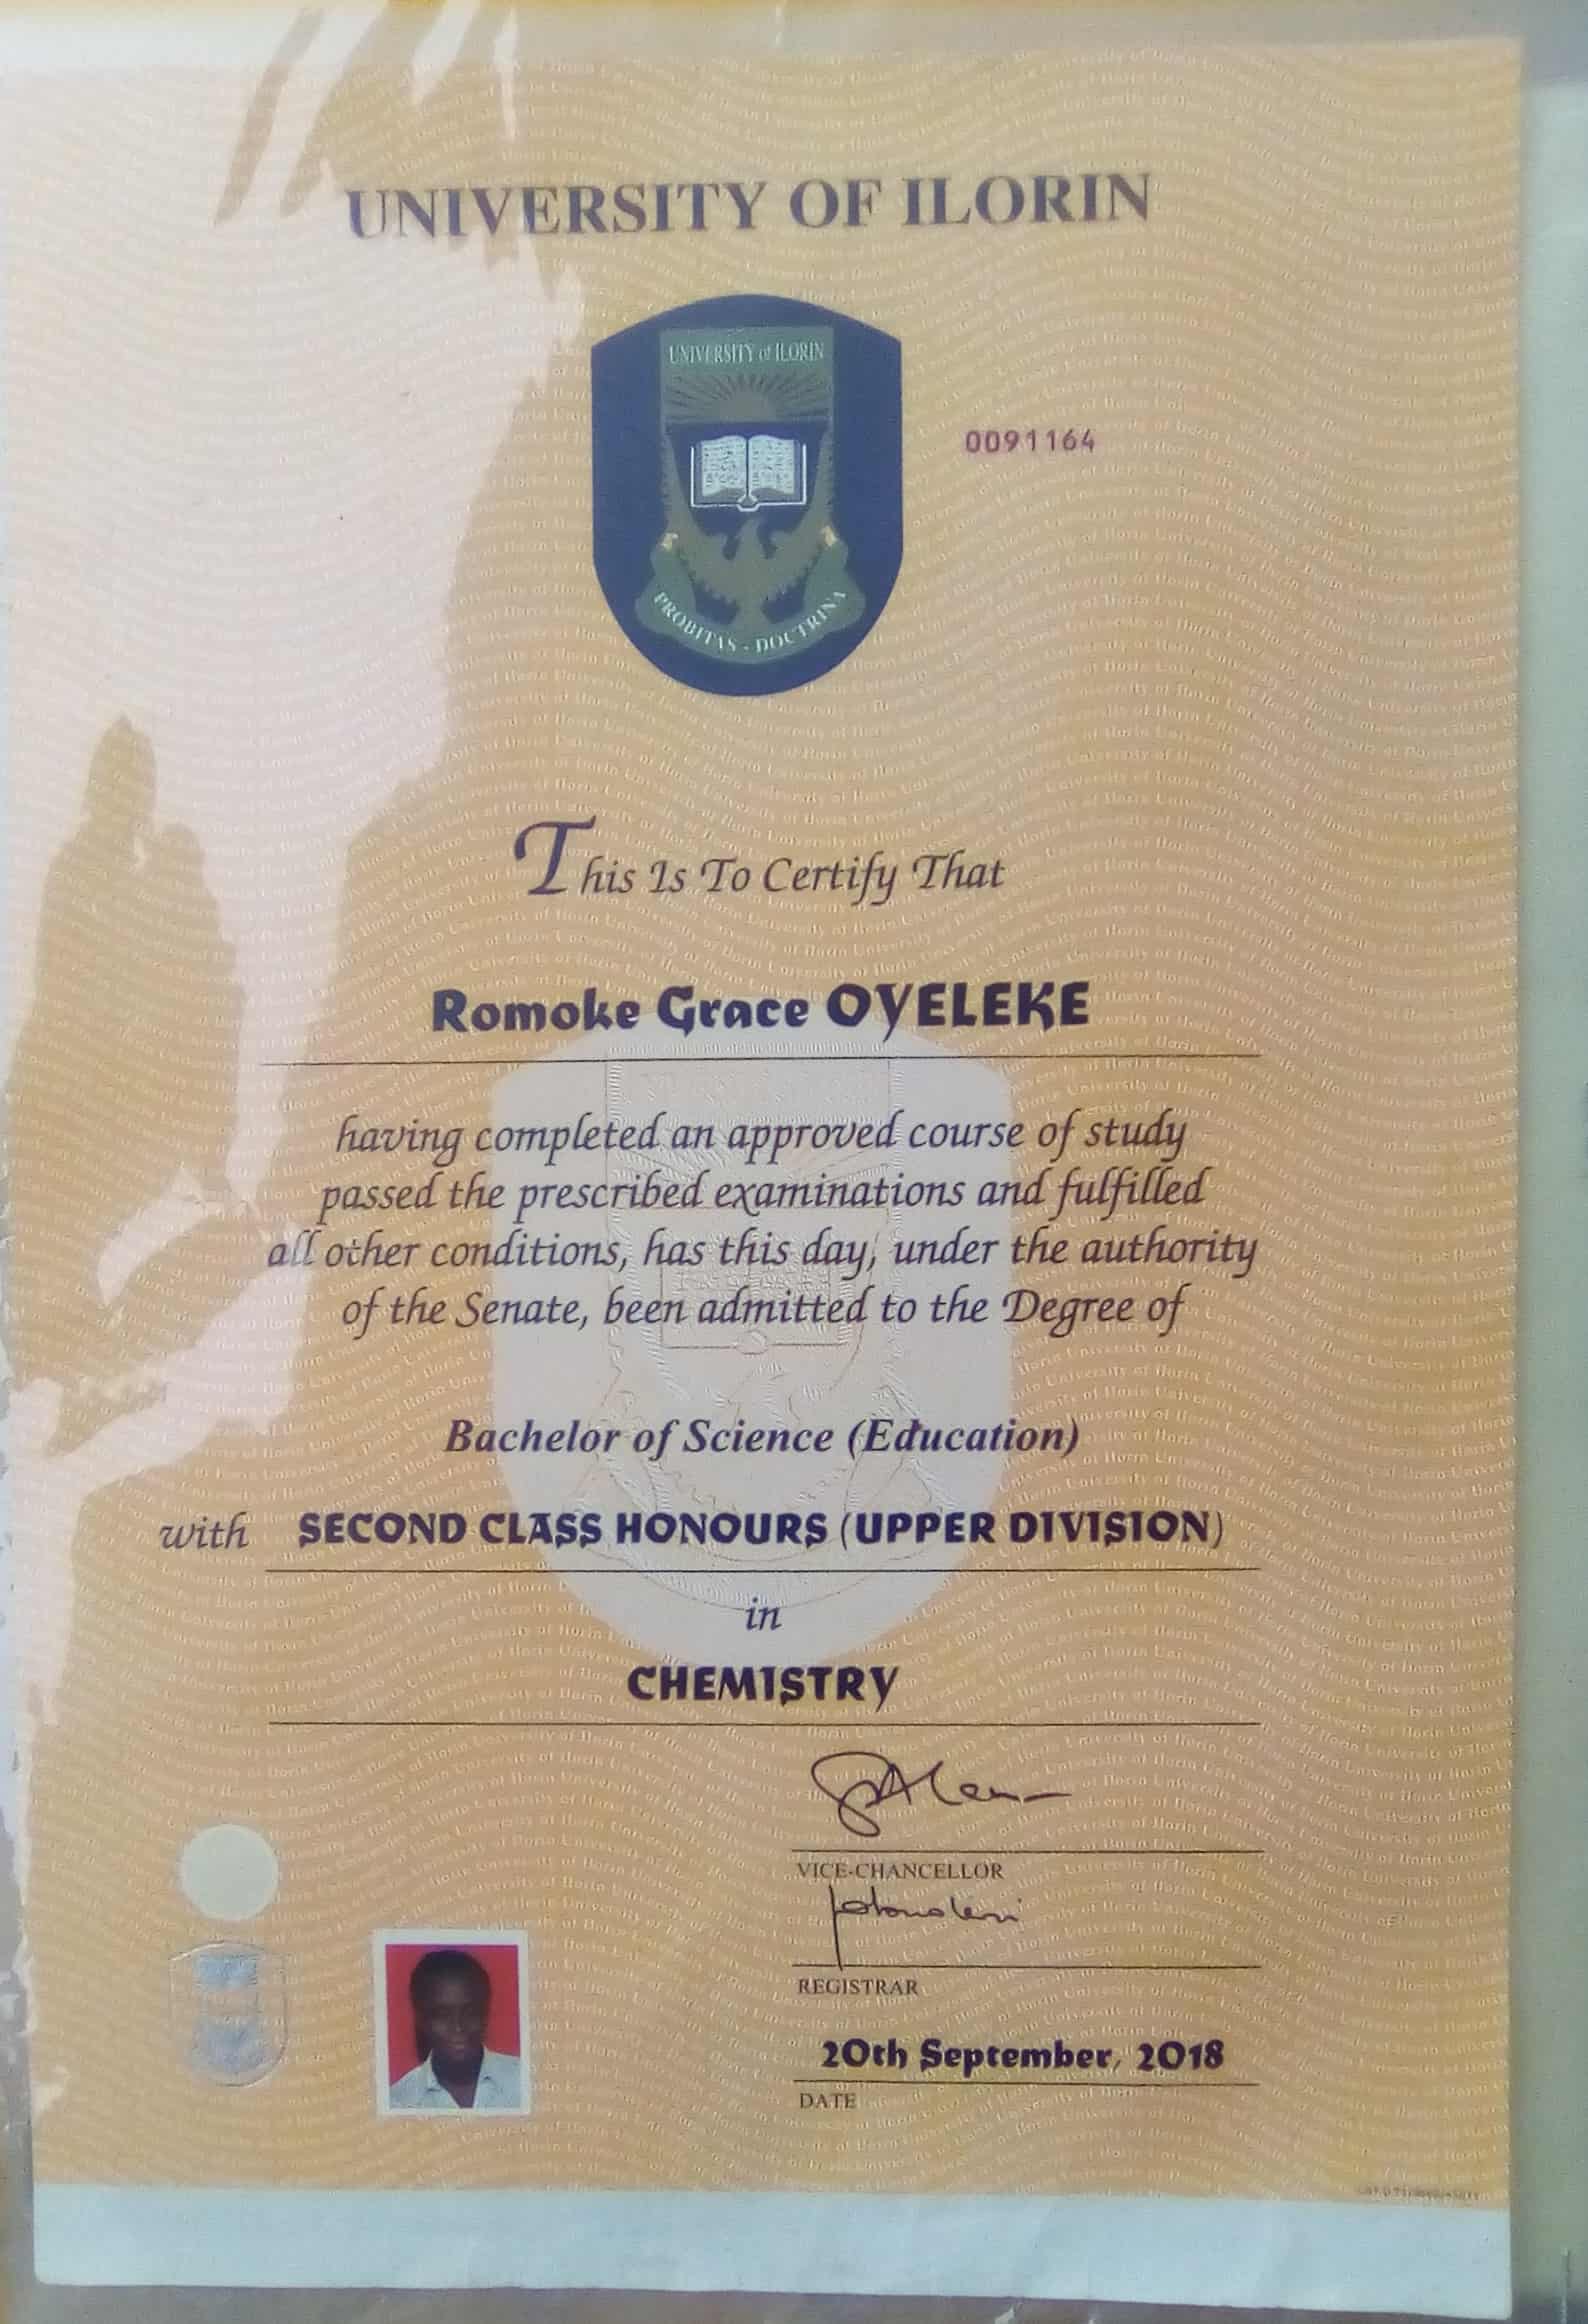 UNIVERSITY OF ILORIN
UNIVERSITY of ILORIN
0091164
PROBITAS - DOCTRINA
This Is To Certify That
Romoke Grace OYELEKE
having completed an approved course of study
passed the prescribed examinations and fulfilled
all other conditions, has this day, under the authority
of the Senate, been admitted to the Degree of
Bachelor of Science (Education)
with SECOND CLASS HONOURS (UPPER DIVISION)
in
CHEMISTRY
VICE-CHANCELLOR
REGISTRAR
20th September, 2018
DATE